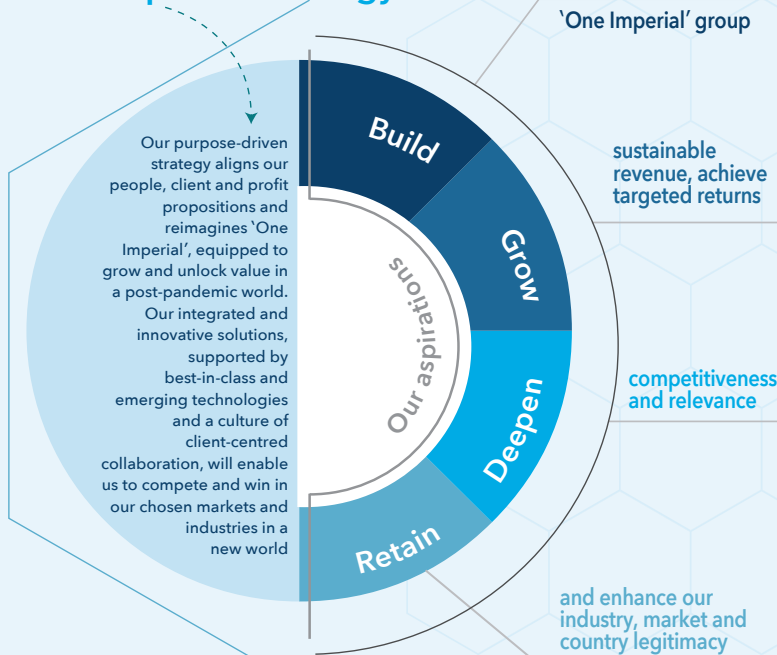 Our purpose-driven
strategy aligns our
people, client and profit
propositions and
reimagines ‘One
Imperial’, equipped to
grow and unlock value in
a post-pandemic world.
Our integrated and
innovative solutions,
supported by
best-in-class and
emerging technologies
and a culture of
client-centred
collaboration, will enable
us to compete and win in
our chosen markets and
industries in a
new world
Our aspirations
Build
‘One Imperial’ group
Grow
sustainable
revenue, achieve
targeted returns
Deepen
competitiveness
and relevance
Retain
and enhance our
industry, market and
country legitimacy